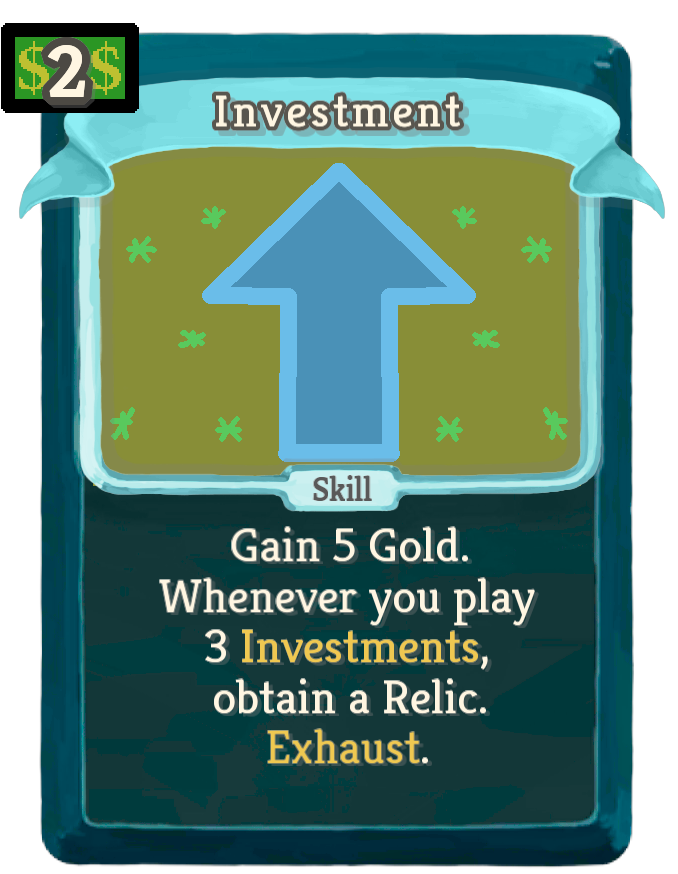 $2$
Investment
Skill
Gain 5 Gold.
Whenever you play
3 Investments,
obtain a Relic.
Exhaust.